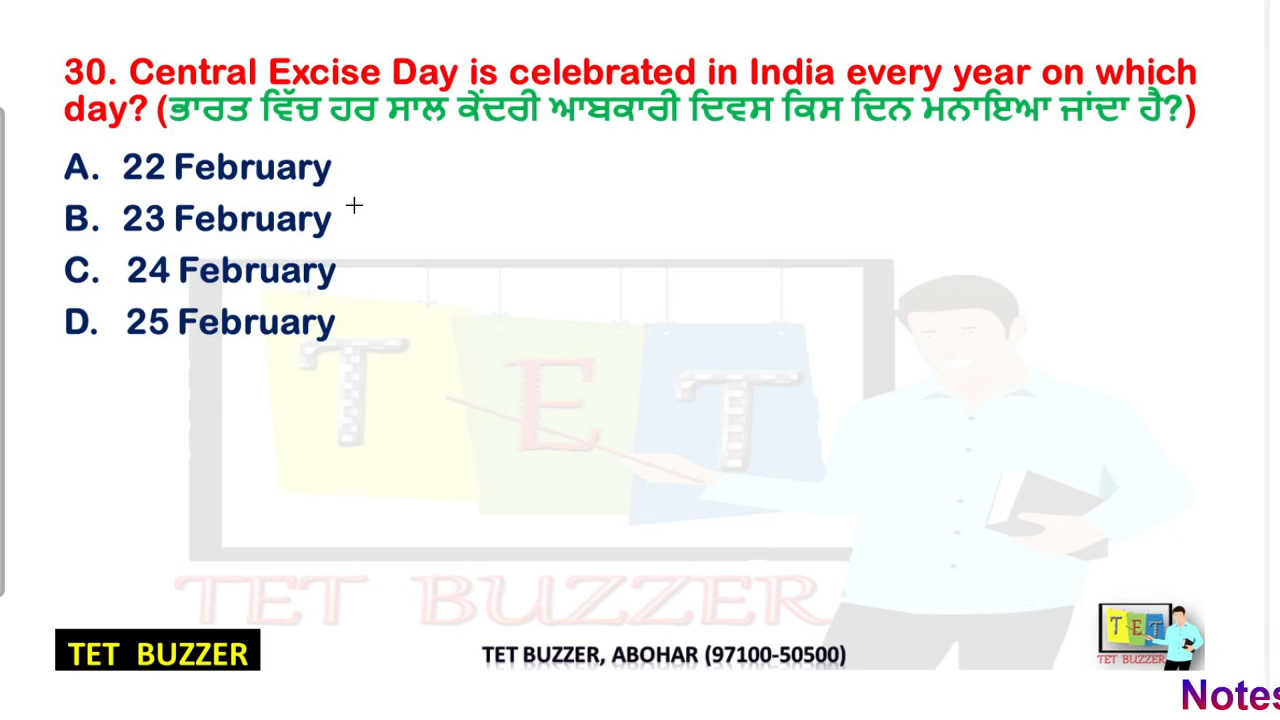 30. Central Excise Day is celebrated in India every year on which
day? (ਭਾਰਤ ਵਿੱਚ ਹਰ ਸਾਲ ਕੇਂਦਰੀ ਆਬਕਾਰੀ ਦਿਵਸ ਕਿਸ ਦਿਨ ਮਨਾਇਆ ਜਾਂਦਾ ਹੈ?)
A. 22 February
B. 23 February
C. 24 February
D. 25 February
T E T
TET BUZZER
TET BUZZER
TET BUZZER, ABOHAR (97100-50500)
T E T
TET BUZZER
Notes